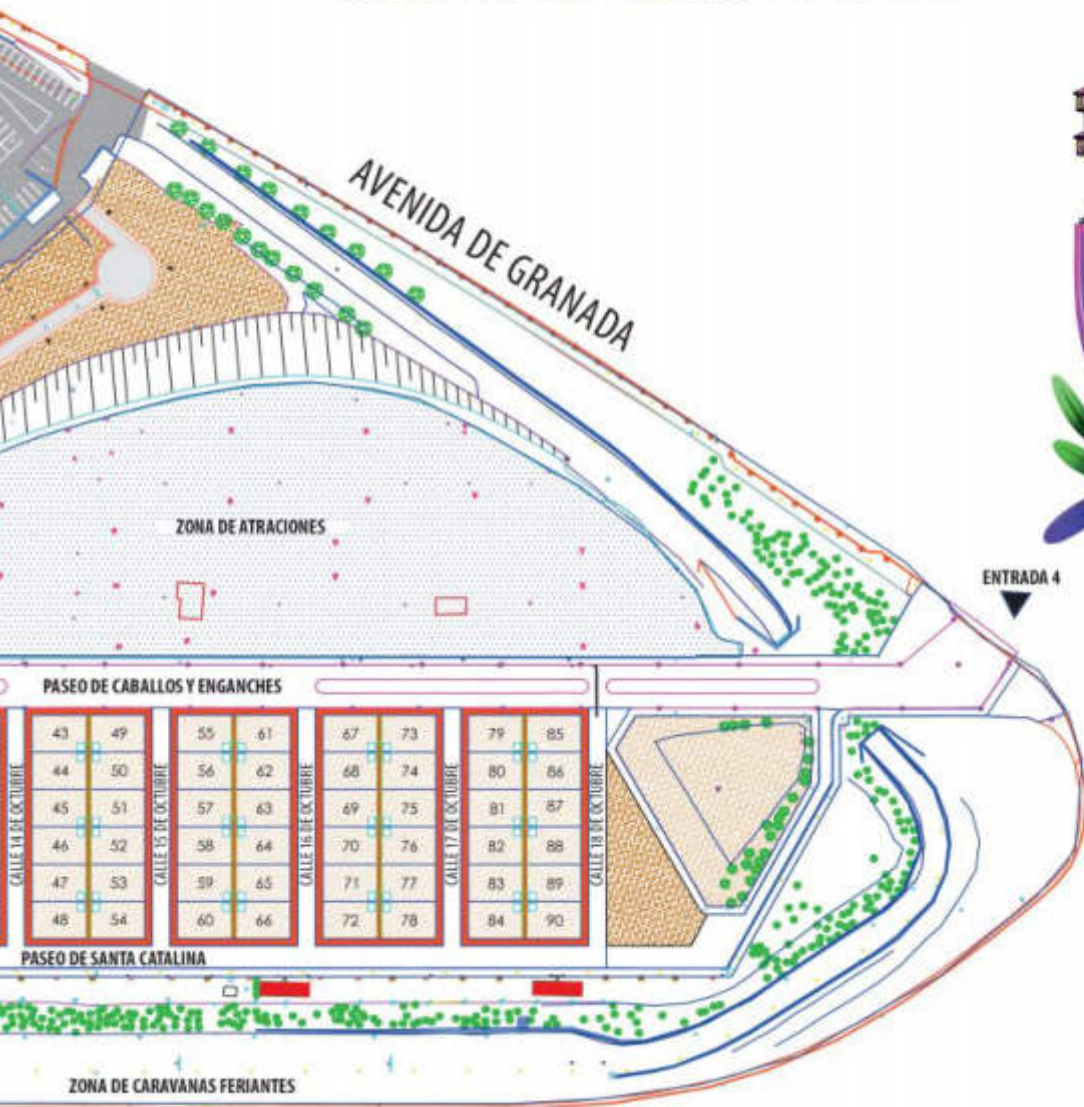 AVENIDA DE GRANADA
ZONA DE ATRACIONES
ENTRADA 4
PASEO DE CABALLOS Y ENGANCHES
CALLE 14 DE OCTUBRE
43 49
44 50
45 51
46 52
47 53
48 54
CALLE 15 DE OCTUBRE
55 61
56 62
57 63
58 64
59 65
60 66
CALLE 16 DE OCTUBRE
67 73
68 74
69 75
70 76
71 77
72 78
CALLE 17 DE OCTUBRE
79 85
80 86
81 87
82 88
83 89
84 90
CALLE 18 DE OCTUBRE
PASEO DE SANTA CATALINA
ZONA DE CARAVANAS FERIANTES